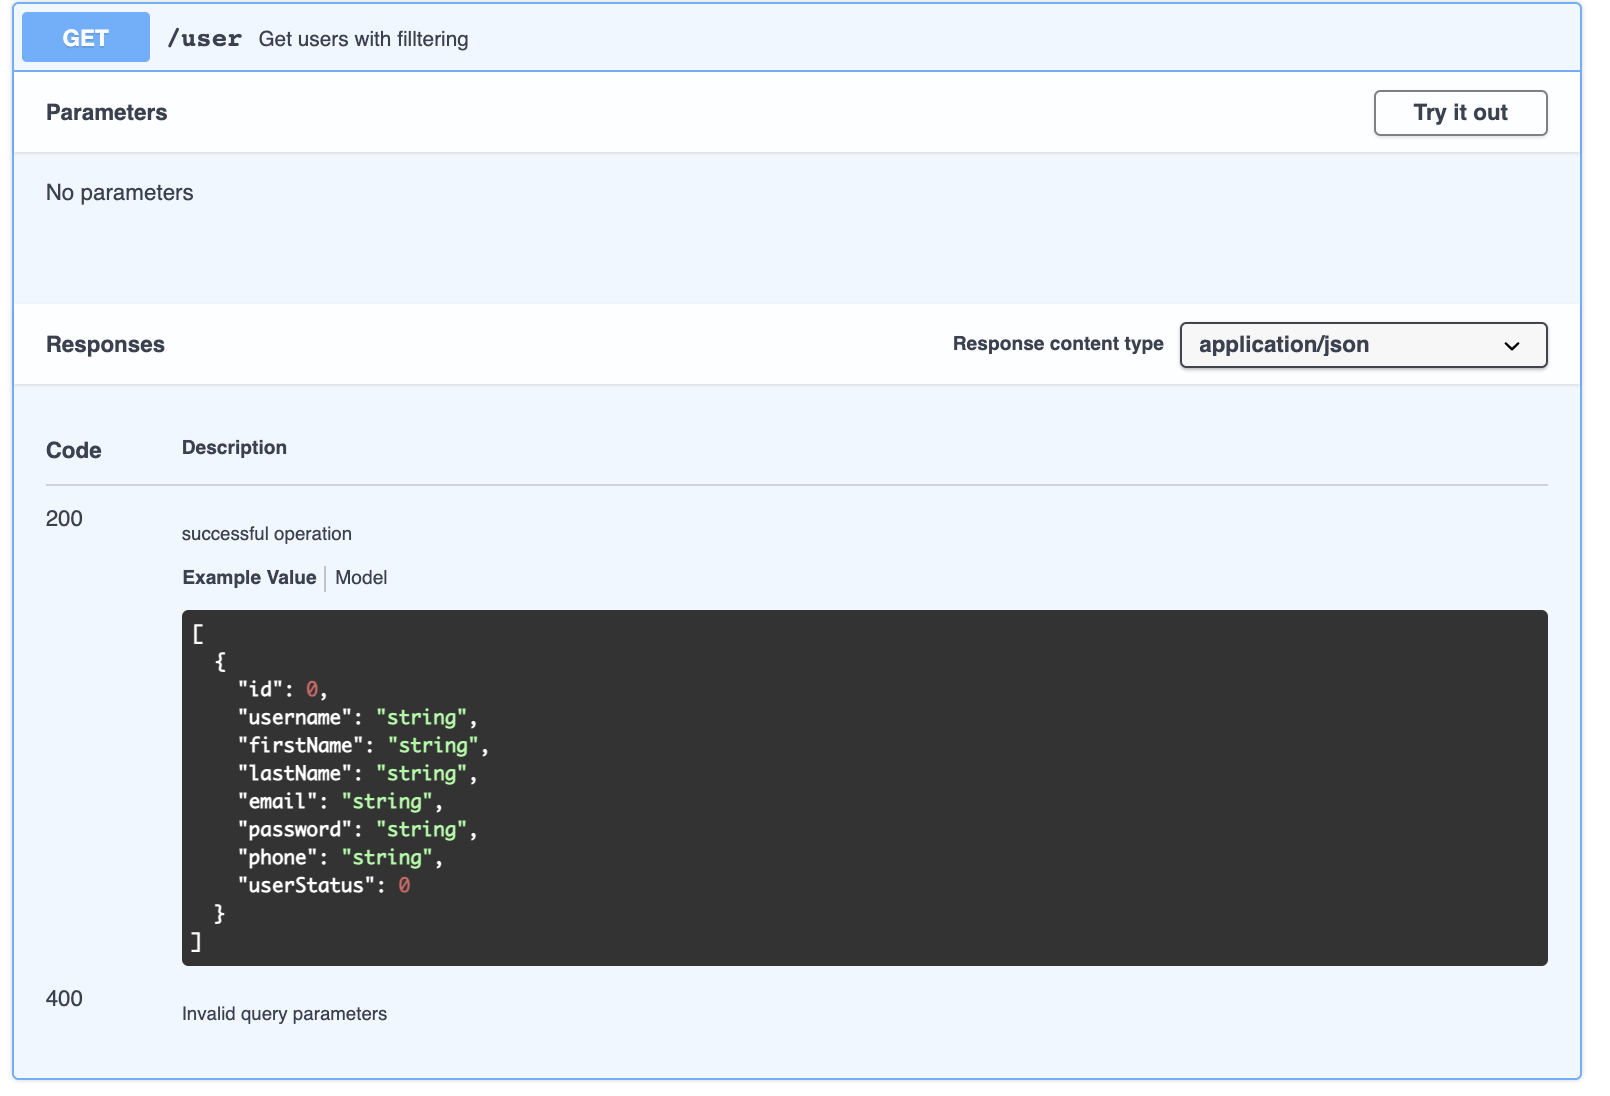 GET /user Get users with filltering
Parameters Try it out
No parameters
Responses Response content type application/json
Code Description
200
successful operation
Example Value Model
[
  {
    "id": 0,
    "username": "string",
    "firstName": "string",
    "lastName": "string",
    "email": "string",
    "password": "string",
    "phone": "string",
    "userStatus": 0
  }
]
400
Invalid query parameters